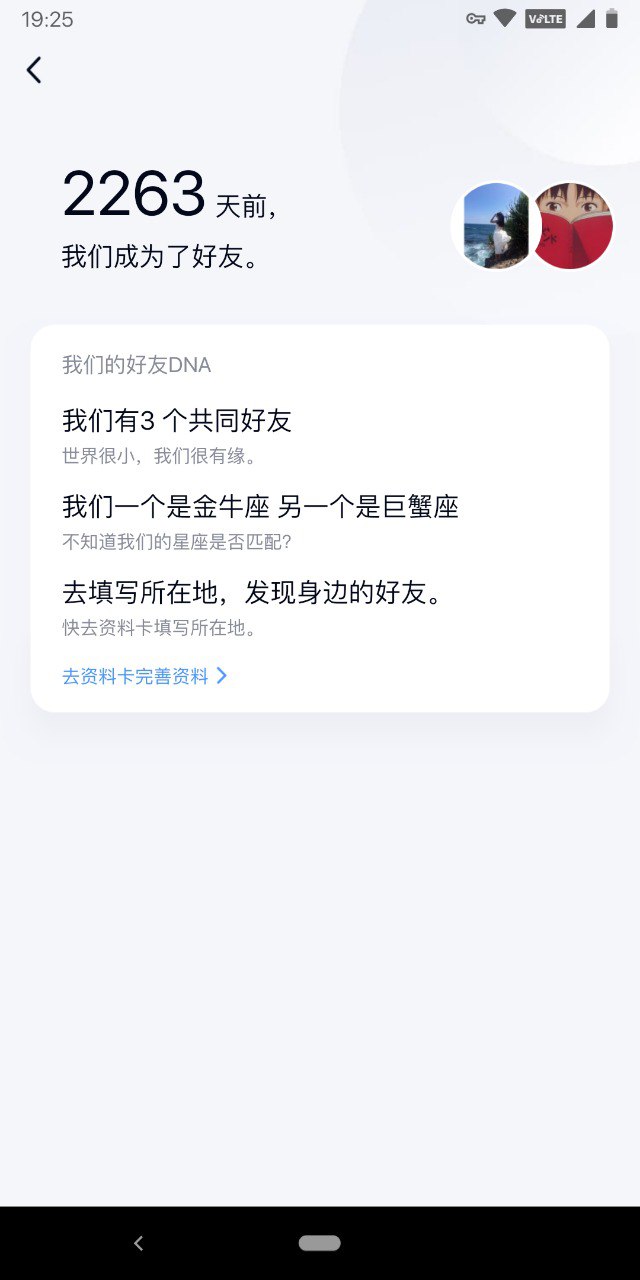 19:25
VoLTE
2263 天前,
我们成为了好友。
我们的好友DNA
我们有3 个共同好友
世界很小，我们很有缘。
我们一个是金牛座 另一个是巨蟹座
不知道我们的星座是否匹配?
去填写所在地，发现身边的好友。
快去资料卡填写所在地。
去资料卡完善资料